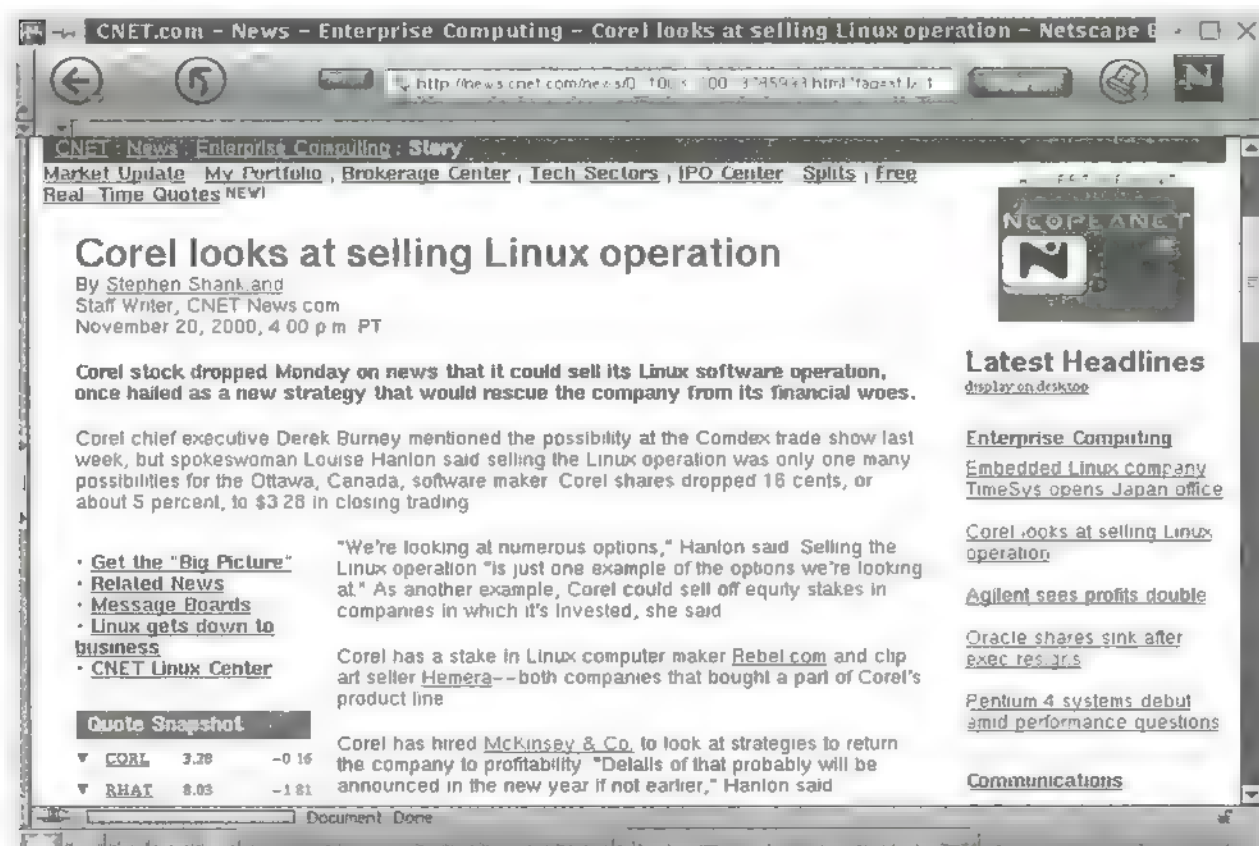 CNET.com – News – Enterprise Computing – Corel looks at selling Linux operation – Netscape 6
CNET : News : Enterprise Computing : Story
Market Update My Portfolio , Brokerage Center , Tech Sectors , IPO Center Splits , Free
Real Time Quotes NEW!
NEOPLANET
Corel looks at selling Linux operation
By Stephen Shankland
Staff Writer, CNET News com
November 20, 2000, 4 00 p m PT
Corel stock dropped Monday on news that it could sell its Linux software operation,
once hailed as a new strategy that would rescue the company from its financial woes.
Corel chief executive Derek Burney mentioned the possibility at the Comdex trade show last
week, but spokeswoman Louise Hanlon said selling the Linux operation was only one many
possibilities for the Ottawa, Canada, software maker Corel shares dropped 16 cents, or
about 5 percent, to $3 28 in closing trading
• Get the "Big Picture"
• Related News
• Message Boards
• Linux gets down to
business
• CNET Linux Center
Quote Snapshot
▼ CORL 3.28 -0 16
▼ RHAT 8.03 -1 81
"We're looking at numerous options," Hanlon said Selling the
Linux operation "is just one example of the options we're looking
at." As another example, Corel could sell off equity stakes in
companies in which it's invested, she said
Corel has a stake in Linux computer maker Rebel com and clip
art seller Hemera--both companies that bought a part of Corel's
product line
Corel has hired McKinsey & Co. to look at strategies to return
the company to profitability "Details of that probably will be
announced in the new year if not earlier," Hanlon said
Latest Headlines
display on desktop
Enterprise Computing
Embedded Linux company
TimeSys opens Japan office
Corel looks at selling Linux
operation
Agilent sees profits double
Oracle shares sink after
exec resigns
Pentium 4 systems debut
amid performance questions
Communications
Document Done